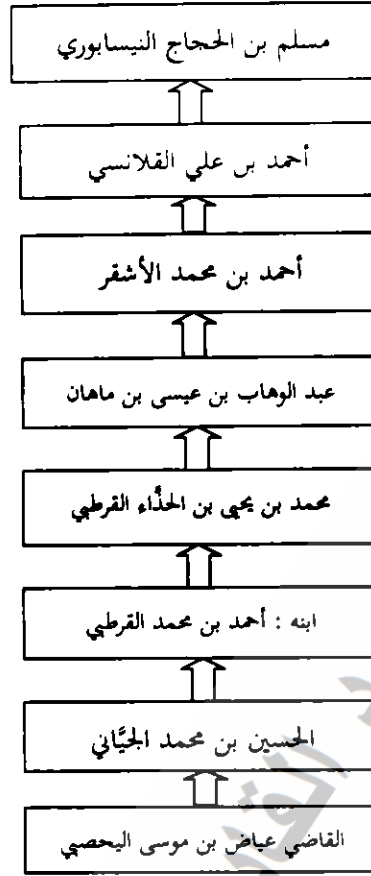 مسلم بن الحجاج النيسابوري
أحمد بن علي القلانسي
أحمد بن محمد الأشقر
عبد الوهاب بن عيسى بن ماهان
محمد بن يحيى بن الحذَّاء القرطبي
ابنه : أحمد بن محمد القرطبي
الحسين بن محمد الجيَّاني
القاضي عياض بن موسى اليحصبي